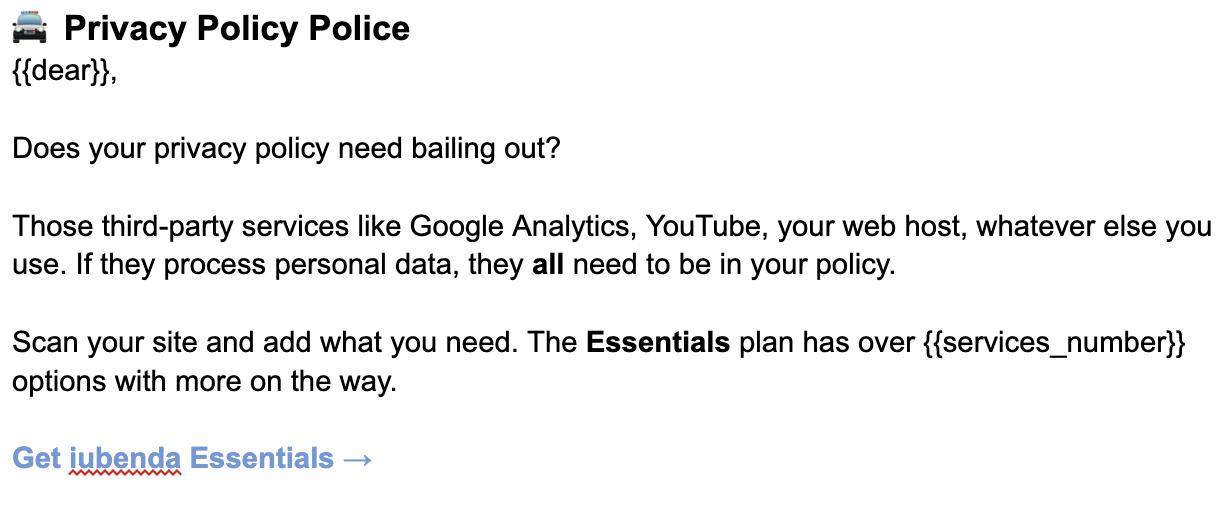 🚔 Privacy Policy Police
{{dear}},
Does your privacy policy need bailing out?
Those third-party services like Google Analytics, YouTube, your web host, whatever else you
use. If they process personal data, they all need to be in your policy.
Scan your site and add what you need. The Essentials plan has over {{services_number}}
options with more on the way.
Get iubenda Essentials →